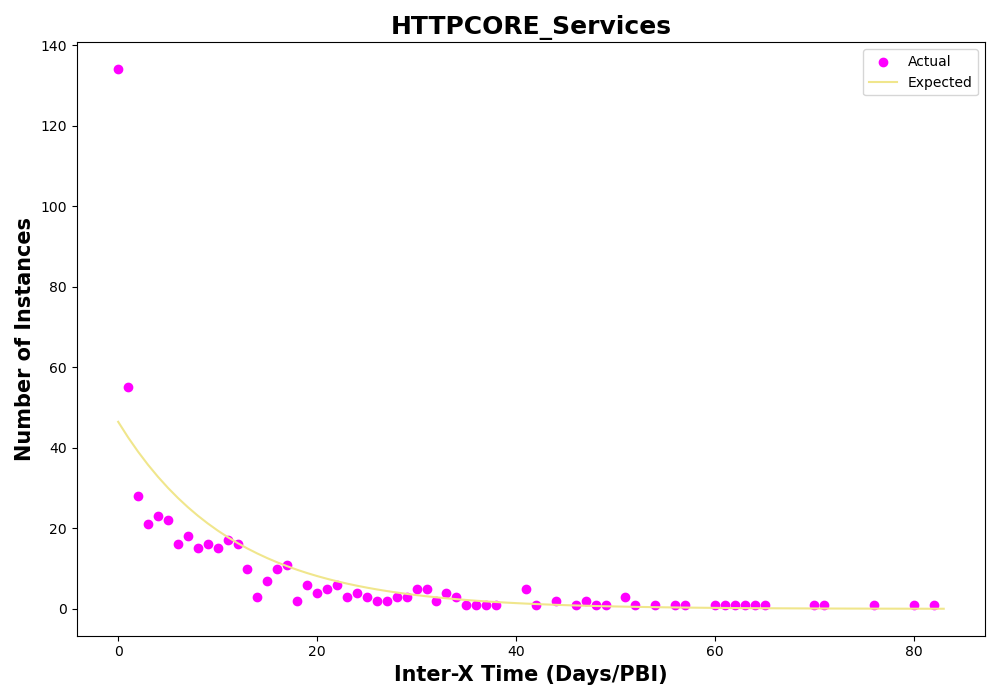 HTTPCORE_Services
Actual
Expected
Number of Instances
140
120
100
80
60
40
20
0
0 20 40 60 80
Inter-X Time (Days/PBI)